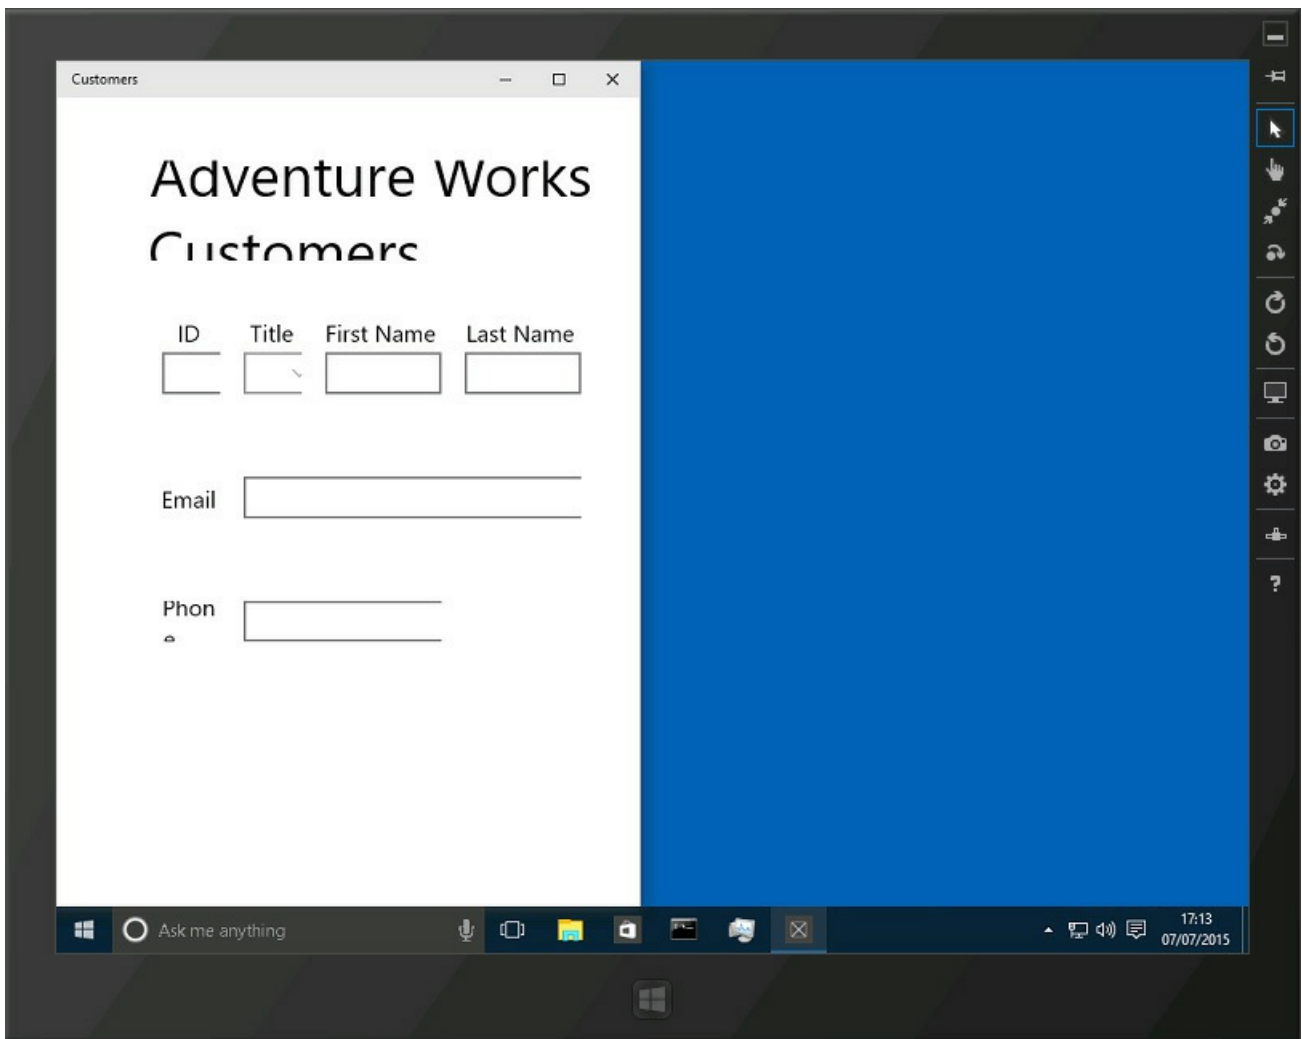 Customers
Adventure Works
Customers
ID Title First Name Last Name
Email
Phon
e
Ask me anything
17:13
07/07/2015
?